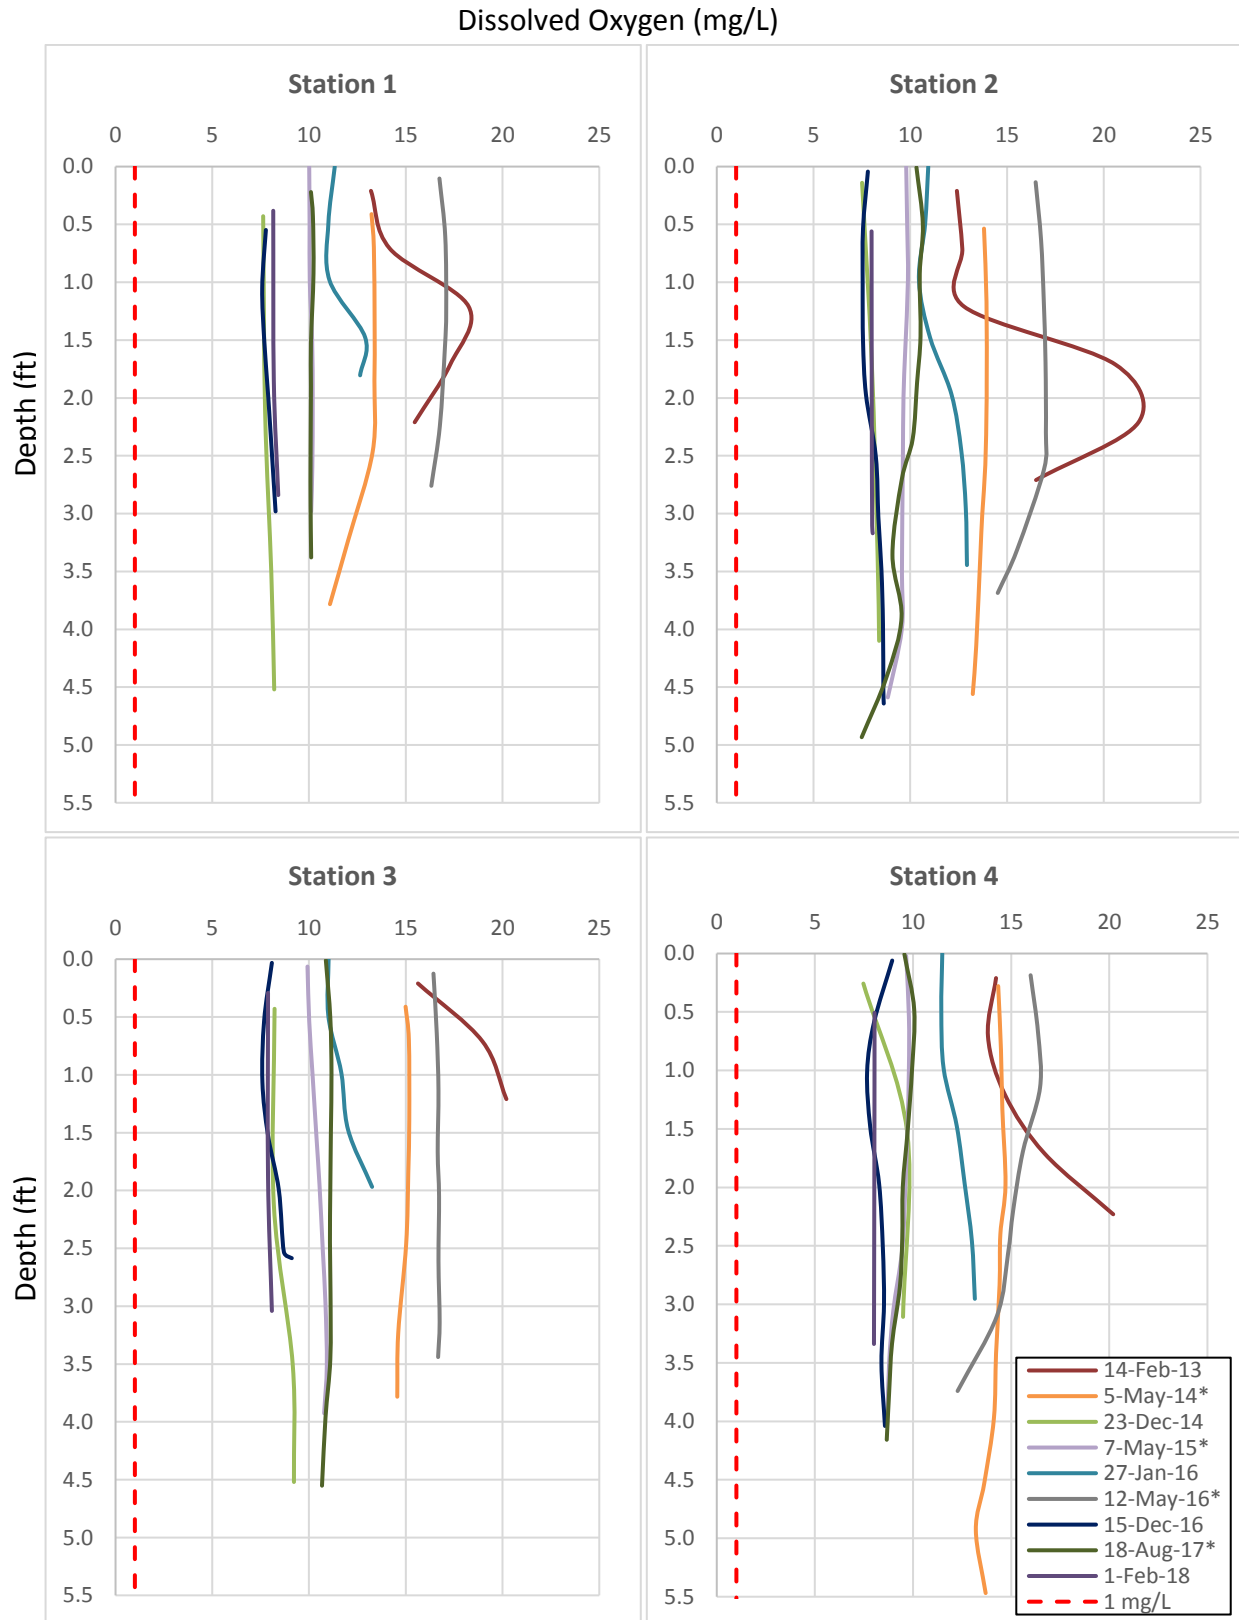 Dissolved Oxygen (mg/L)
Station 1
0 5 10 15 20 25
0.0
0.5
1.0
1.5
2.0
2.5
3.0
3.5
4.0
4.5
5.0
5.5
Depth (ft)
Station 2
0 5 10 15 20 25
0.0
0.5
1.0
1.5
2.0
2.5
3.0
3.5
4.0
4.5
5.0
5.5
Station 3
0 5 10 15 20 25
0.0
0.5
1.0
1.5
2.0
2.5
3.0
3.5
4.0
4.5
5.0
5.5
Depth (ft)
Station 4
0 5 10 15 20 25
0.0
0.5
1.0
1.5
2.0
2.5
3.0
3.5
4.0
4.5
5.0
5.5
14-Feb-13
5-May-14*
23-Dec-14
7-May-15*
27-Jan-16
12-May-16*
15-Dec-16
18-Aug-17*
1-Feb-18
1 mg/L